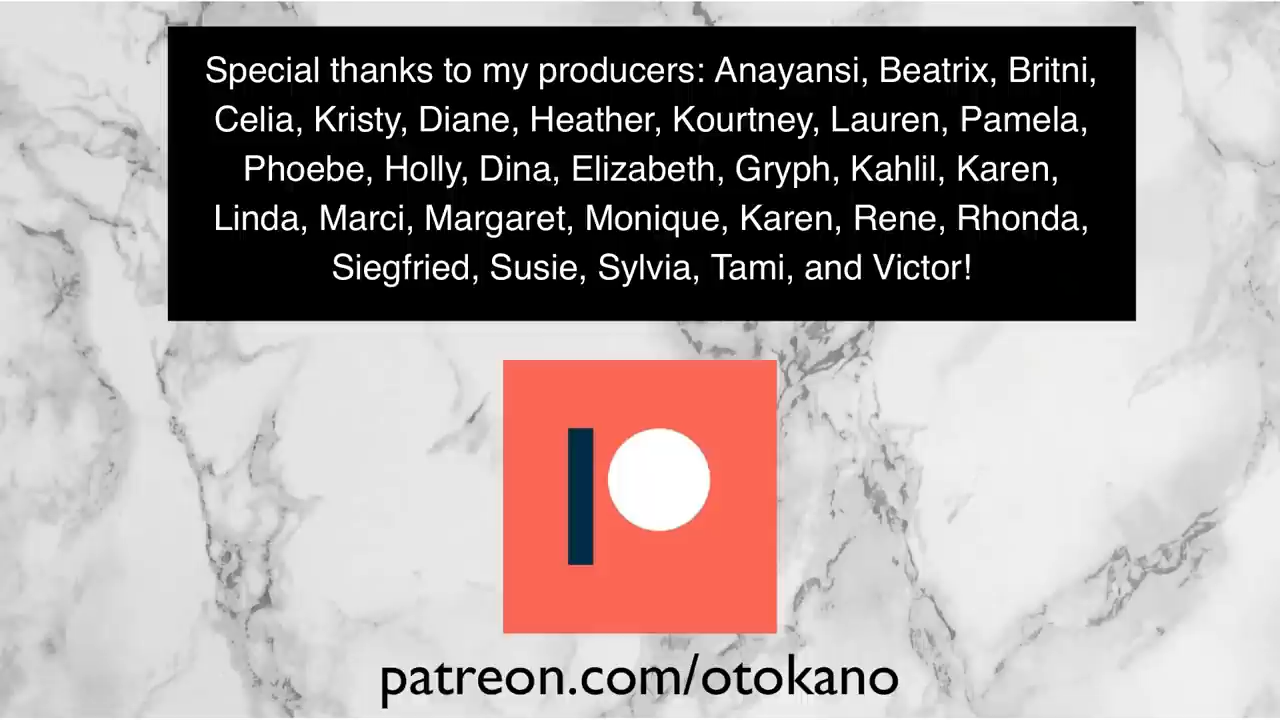 Special thanks to my producers: Anayansi, Beatrix, Britni,
Celia, Kristy, Diane, Heather, Kourtney, Lauren, Pamela,
Phoebe, Holly, Dina, Elizabeth, Gryph, Kahlil, Karen,
Linda, Marci, Margaret, Monique, Karen, Rene, Rhonda,
Siegfried, Susie, Sylvia, Tami, and Victor!
patreon.com/otokano